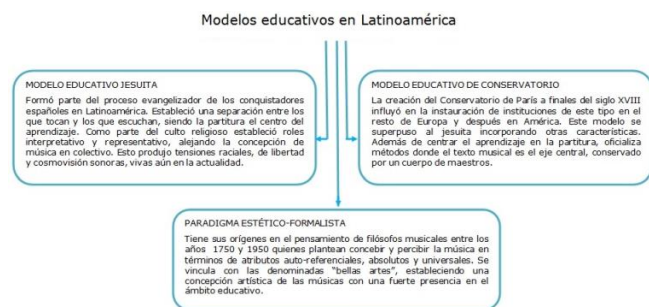 Modelos educativos en Latinoamérica
MODELO EDUCATIVO JESUITA
Formó parte del proceso evangelizador de los conquistadores
españoles en Latinoamérica. Estableció una separación entre los
que tocan y los que escuchan, siendo la partitura el centro del
aprendizaje. Como parte del culto religioso estableció roles
interpretativo y representativo, alejando la concepción de
música en colectivo. Esto produjo tensiones raciales, de libertad
y cosmovisión sonoras, vivas aún en la actualidad.
MODELO EDUCATIVO DE CONSERVATORIO
La creación del Conservatorio de París a finales del siglo XVIII
influyó en la instauración de instituciones de este tipo en el
resto de Europa y después en América. Este modelo se
superpuso al jesuita incorporando otras características.
Además de centrar el aprendizaje en la partitura, oficializa
métodos donde el texto musical es el eje central, conservado
por un cuerpo de maestros.
PARADIGMA ESTÉTICO-FORMALISTA
Tiene sus orígenes en el pensamiento de filósofos musicales entre los
años 1750 y 1950 quienes plantean concebir y percibir la música en
términos de atributos auto-referenciales, absolutos y universales. Se
vincula con las denominadas "bellas artes", estableciendo una
concepción artística de las músicas con una fuerte presencia en el
ámbito educativo.